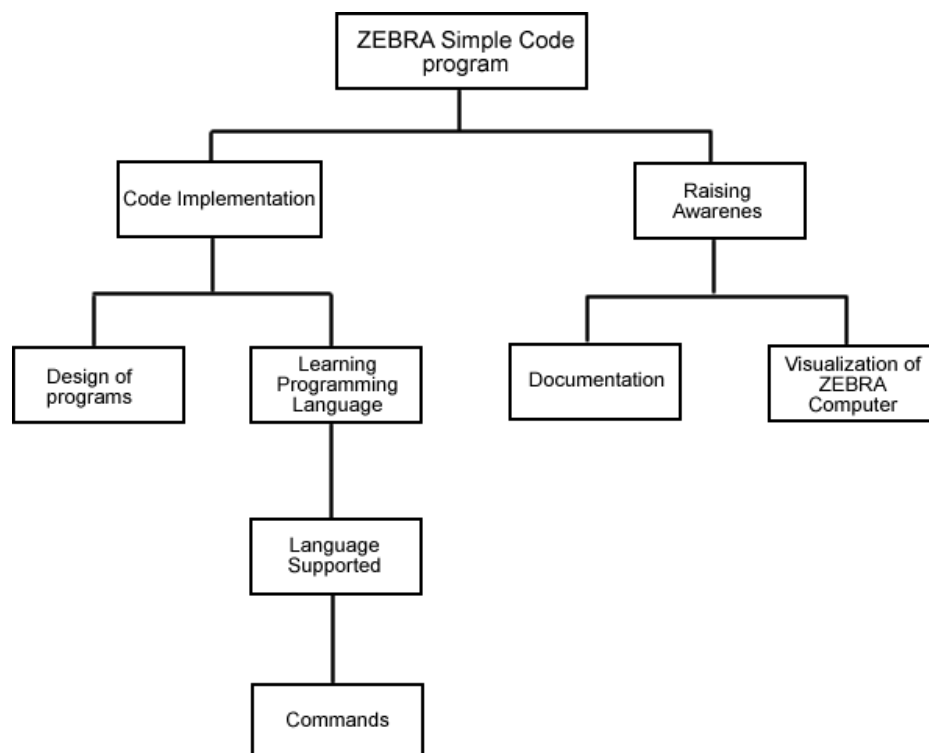 ZEBRA Simple Code
program
Code Implementation
Raising
Awarenes
Design of
programs
Learning
Programming
Language
Documentation
Visualization of
ZEBRA
Computer
Language
Supported
Commands